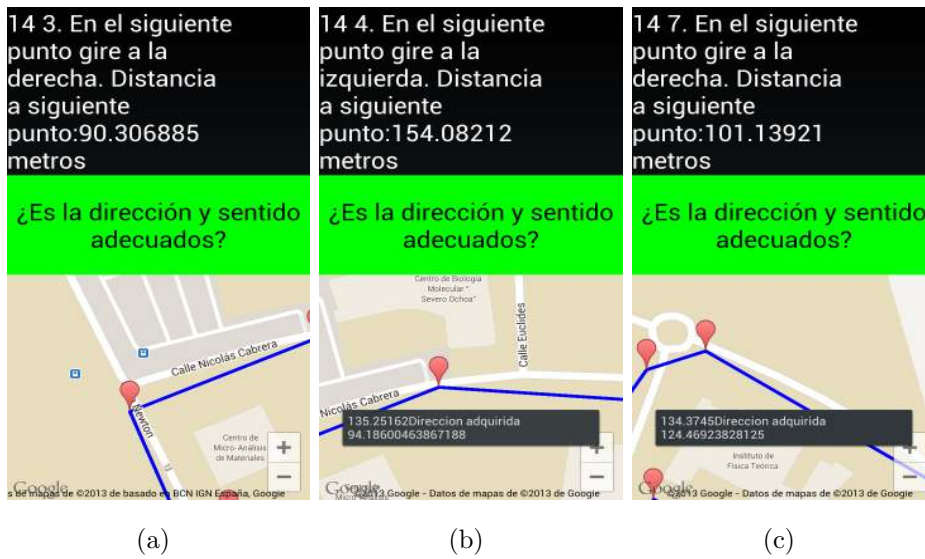 14 3. En el siguiente
punto gire a la
derecha. Distancia
a siguiente
punto:90.306885
metros
¿Es la dirección y sentido
adecuados?
Calle Nicolás Cabrera
Newton
Centro de
Micro-Análisis
de Materiales
+
−
Google
s de mapas de ©2013 de basado en BCN IGN España, Google
(a)
14 4. En el siguiente
punto gire a la
izquierda. Distancia
a siguiente
punto:154.08212
metros
¿Es la dirección y sentido
adecuados?
Centro de Biología
Molecular "
Severo Ochoa"
Calle Euclides
Nicolás Cabrera
135.25162Direccion adquirida
94.18600463867188
+
−
Google
©2013 Google - Datos de mapas de ©2013 de Google
(b)
14 7. En el siguiente
punto gire a la
derecha. Distancia
a siguiente
punto:101.13921
metros
¿Es la dirección y sentido
adecuados?
134.3745Direccion adquirida
124.46923828125
Instituto de
Física Teórica
+
−
Google
©2013 Google - Datos de mapas de ©2013 de Google
(c)